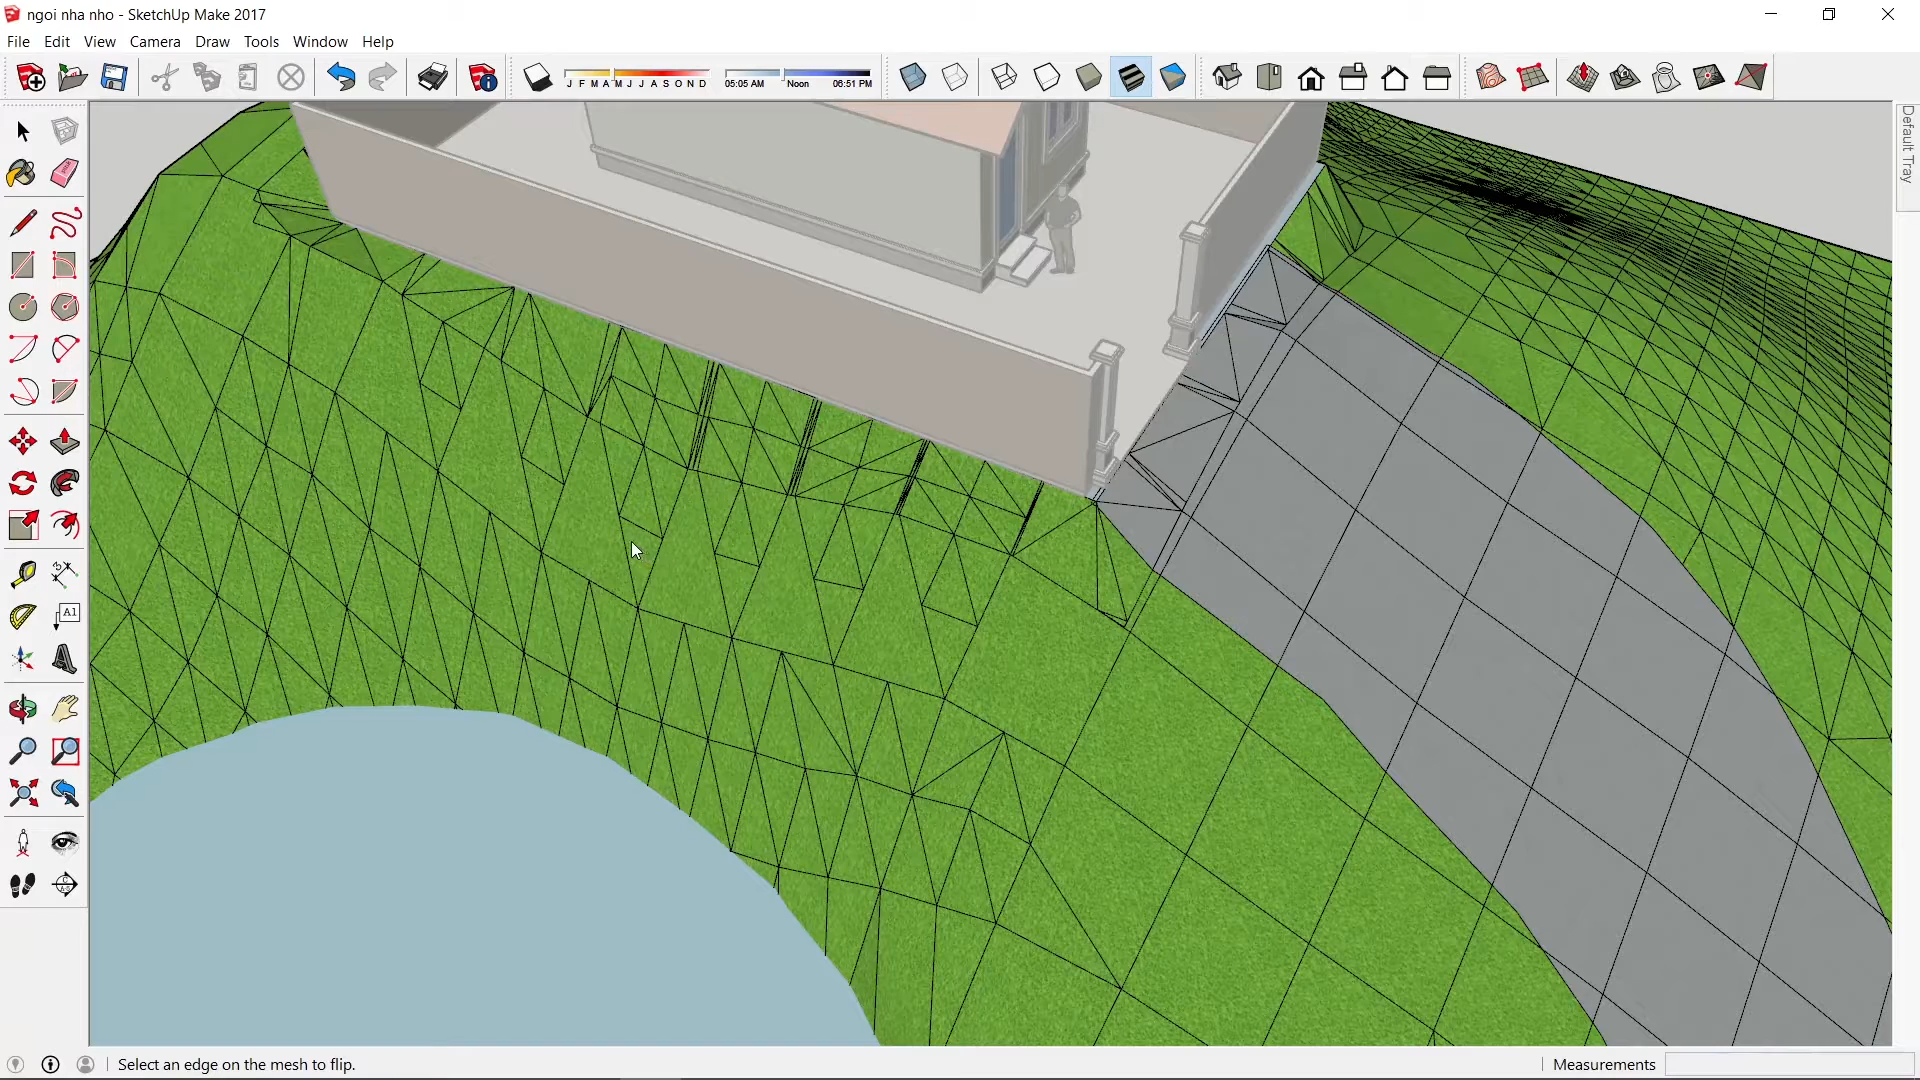 ngoi nha nho - SketchUp Make 2017
File Edit View Camera Draw Tools Window Help
J F M A M J J A S O N D 05:05 AM Noon 06:51 PM
Default Tray
A1
Select an edge on the mesh to flip.
Measurements